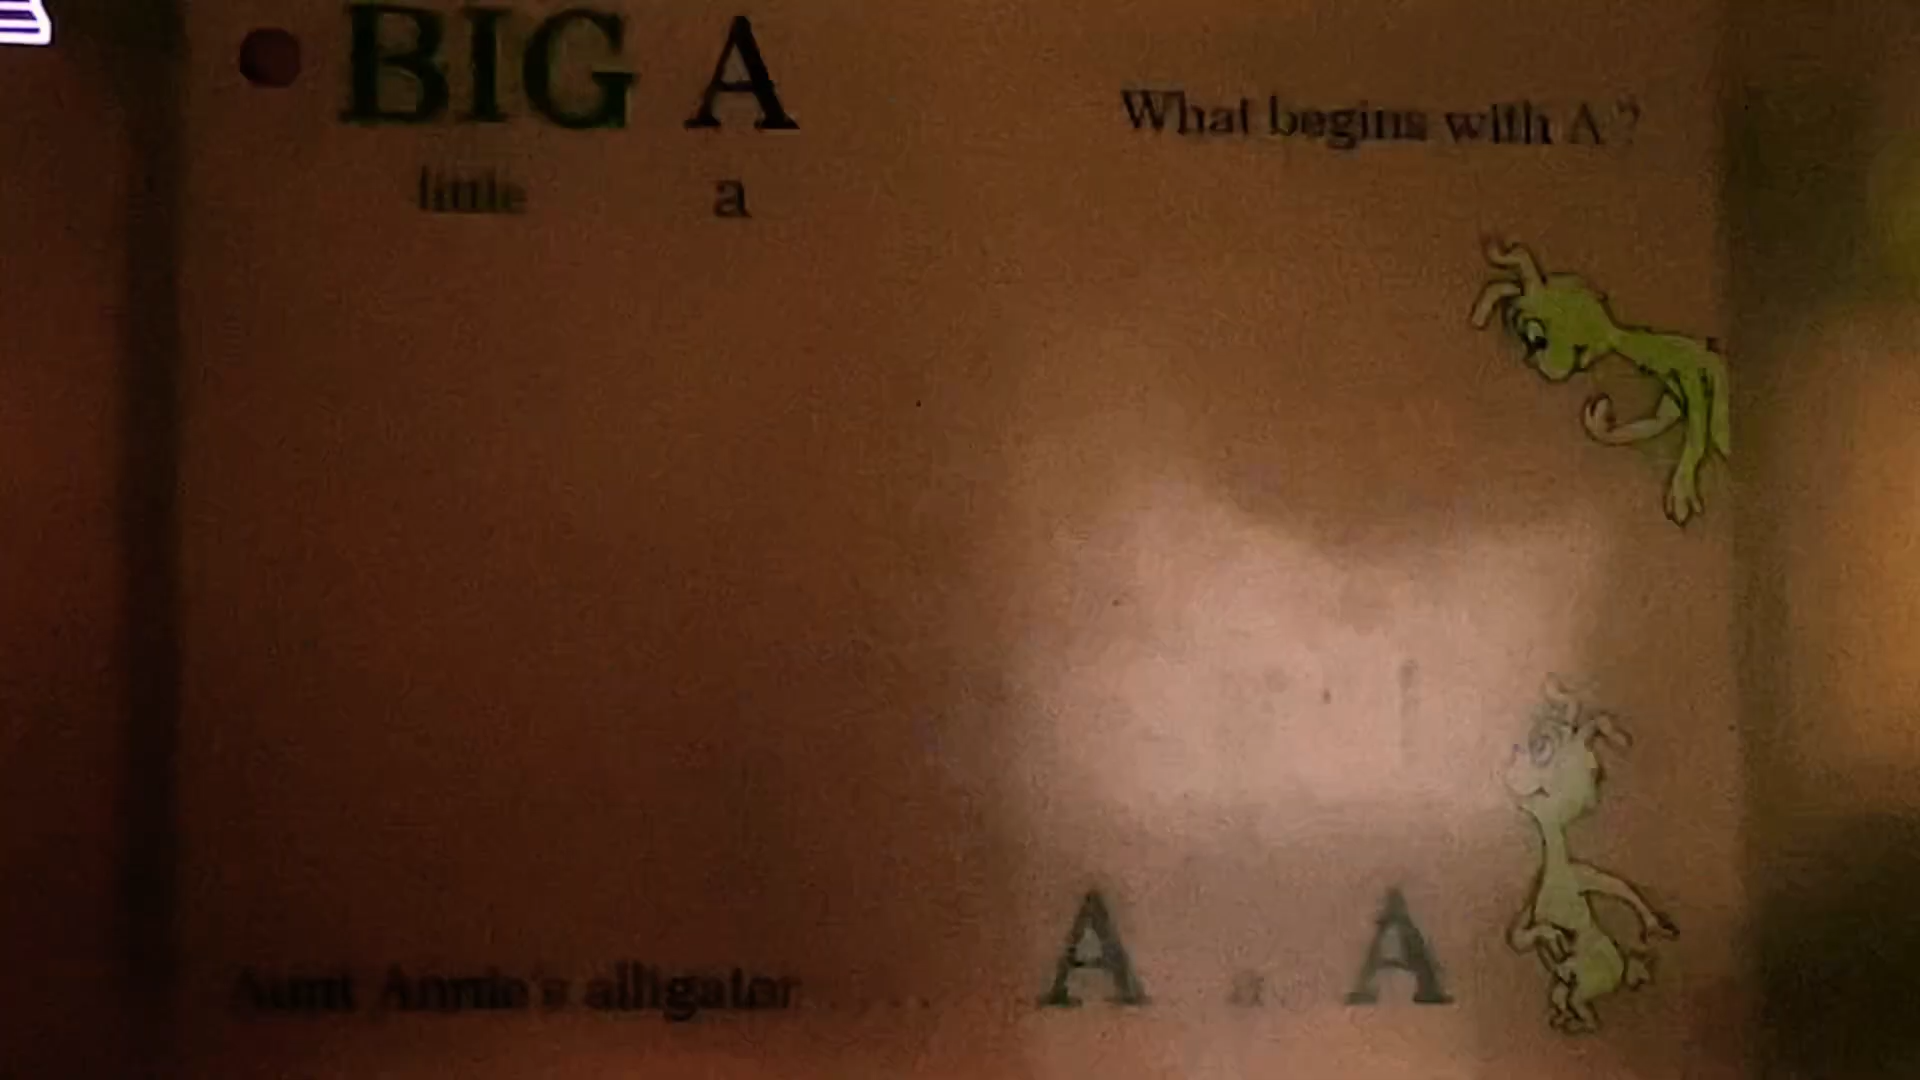 BIG A
little a
What begins with A?
Aunt Annie's alligator . . . .
A a A